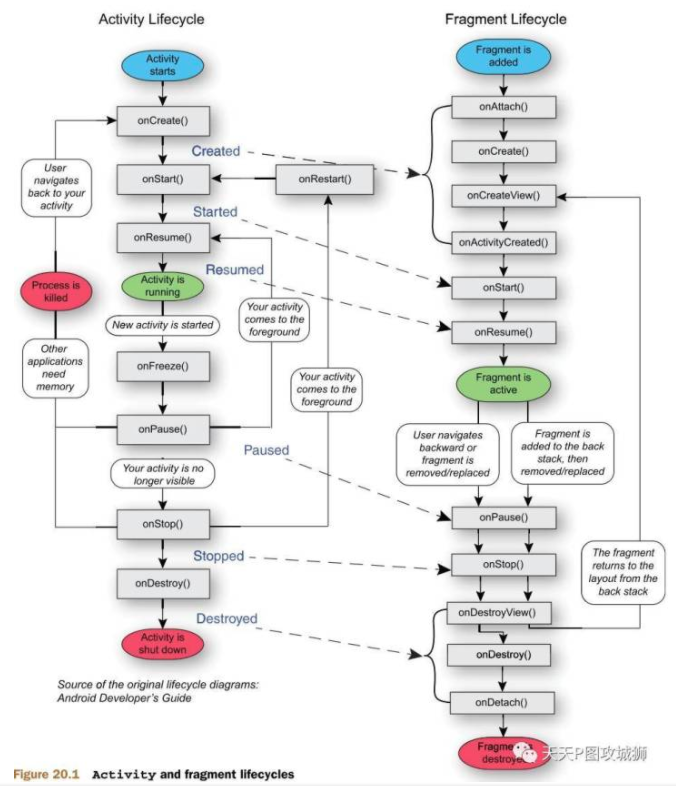 Activity Lifecycle
Activity
starts
onCreate()
onStart()
onRestart()
onResume()
Activity is
running
New activity is started
onFreeze()
onPause()
Your activity is no
longer visible
onStop()
onDestroy()
Activity is
shut down
User
navigates
back to your
activity
Process is
killed
Other
applications
need
memory
Your activity
comes to the
foreground
Your activity
comes to the
foreground
Created
Started
Resumed
Paused
Stopped
Destroyed
Fragment Lifecycle
Fragment is
added
onAttach()
onCreate()
onCreateView()
onActivityCreated()
onStart()
onResume()
Fragment is
active
User navigates
backward or
fragment is
removed/replaced
Fragment is
added to the back
stack, then
removed/replaced
onPause()
onStop()
The fragment
returns to the
layout from the
back stack
onDestroyView()
onDestroy()
onDetach()
Fragment
destroyed
天天P图攻城狮
Source of the original lifecycle diagrams:
Android Developer's Guide
Figure 20.1 Activity and fragment lifecycles